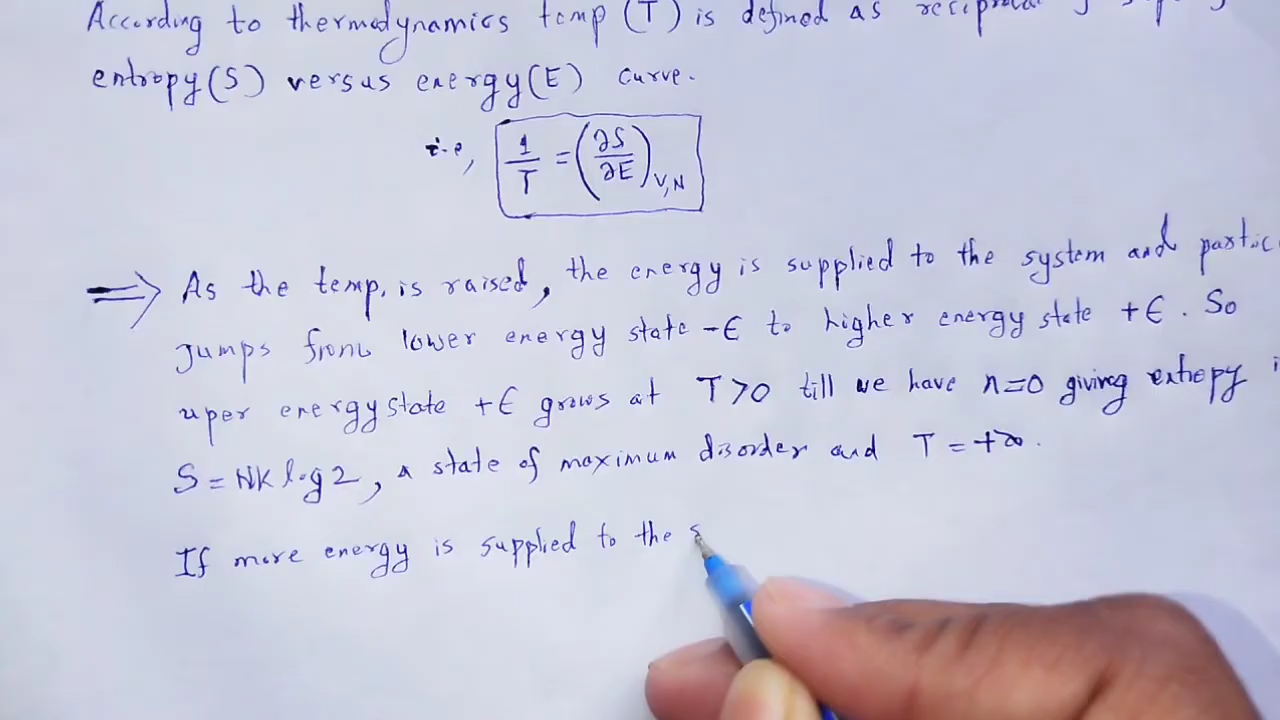 According to thermodynamics temp (T) is defined as
entropy(S) versus energy(E) curve.
i.e, 1/T = (∂S/∂E)V,N
⇒ As the temp. is raised, the energy is supplied to the system and partic
Jumps from lower energy state -ϵ to higher energy state +ϵ. So
uper energy state +ϵ grows at T>0 till we have n=0 giving entropy i
S = NK log 2, a state of maximum disorder and T = +∞.
If more energy is supplied to the s